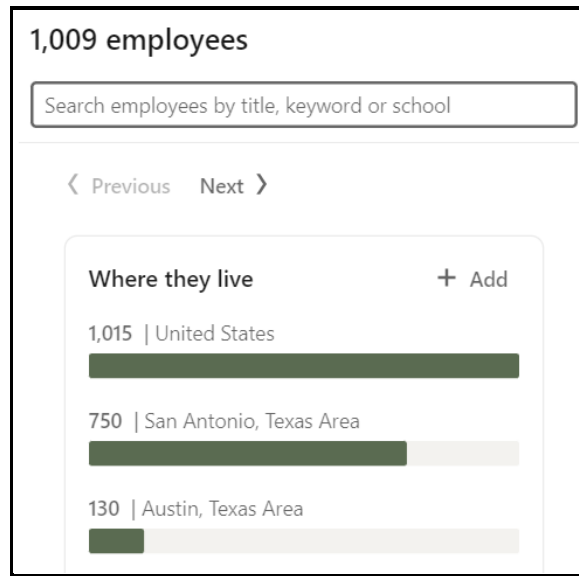 1,009 employees
Search employees by title, keyword or school
Previous Next
Where they live + Add
1,015 | United States
750 | San Antonio, Texas Area
130 | Austin, Texas Area